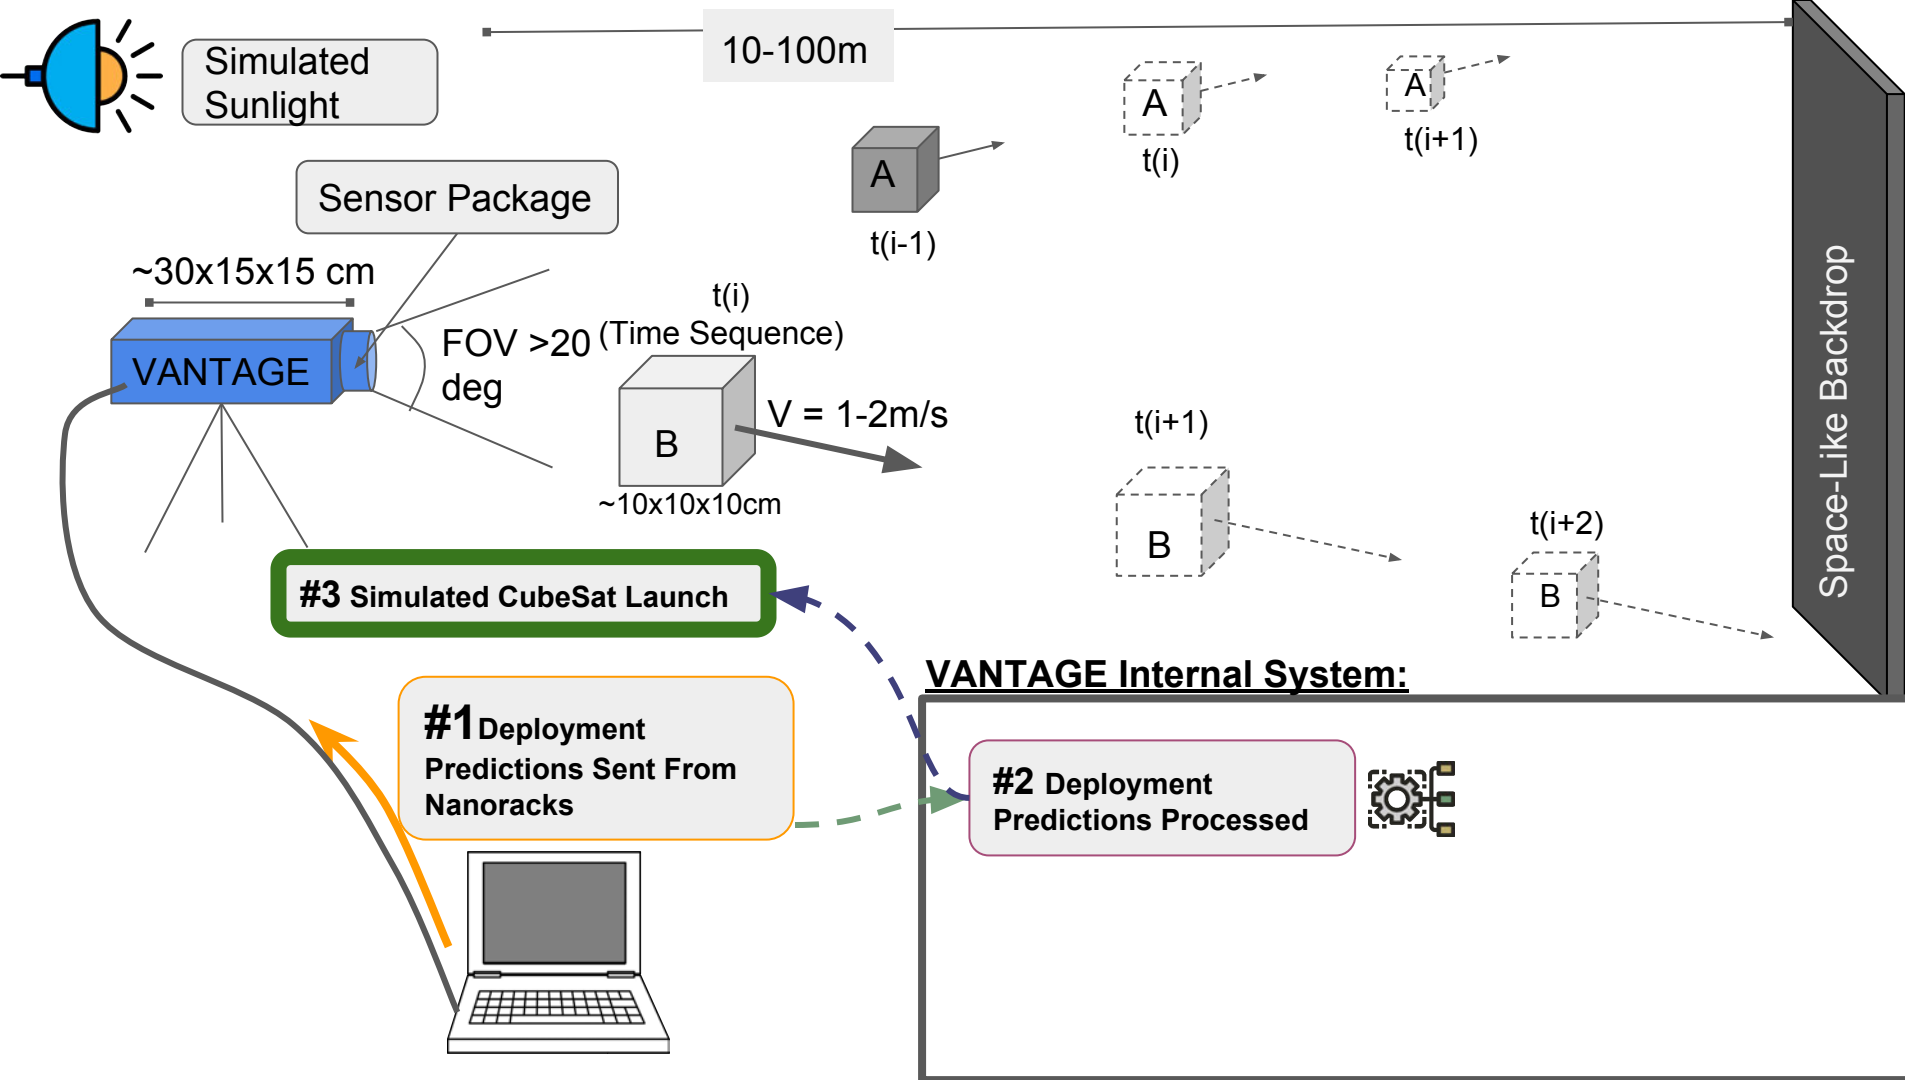 Simulated
Sunlight
10-100m
A
t(i-1)
A
t(i)
A
t(i+1)
Sensor Package
~30x15x15 cm
VANTAGE
FOV >20
deg
t(i)
(Time Sequence)
B
V = 1-2m/s
~10x10x10cm
t(i+1)
B
t(i+2)
B
Space-Like Backdrop
#3 Simulated CubeSat Launch
#1 Deployment
Predictions Sent From
Nanoracks
VANTAGE Internal System:
#2 Deployment
Predictions Processed